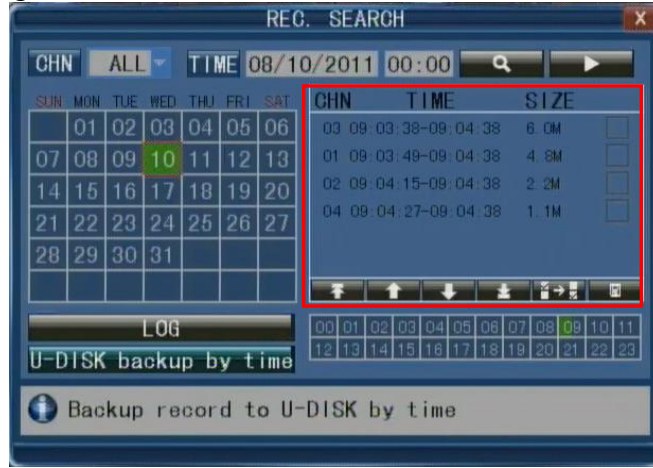 REC. SEARCH X
CHN ALL TIME 08/10/2011 00:00
SUN MON TUE WED THU FRI SAT
01 02 03 04 05 06
07 08 09 10 11 12 13
14 15 16 17 18 19 20
21 22 23 24 25 26 27
28 29 30 31
CHN TIME SIZE
03 09:03:38-09:04:38 6.0M
01 09:03:49-09:04:38 4.8M
02 09:04:15-09:04:38 2.2M
04 09:04:27-09:04:38 1.1M
LOG
U-DISK backup by time
00 01 02 03 04 05 06 07 08 09 10 11
12 13 14 15 16 17 18 19 20 21 22 23
Backup record to U-DISK by time